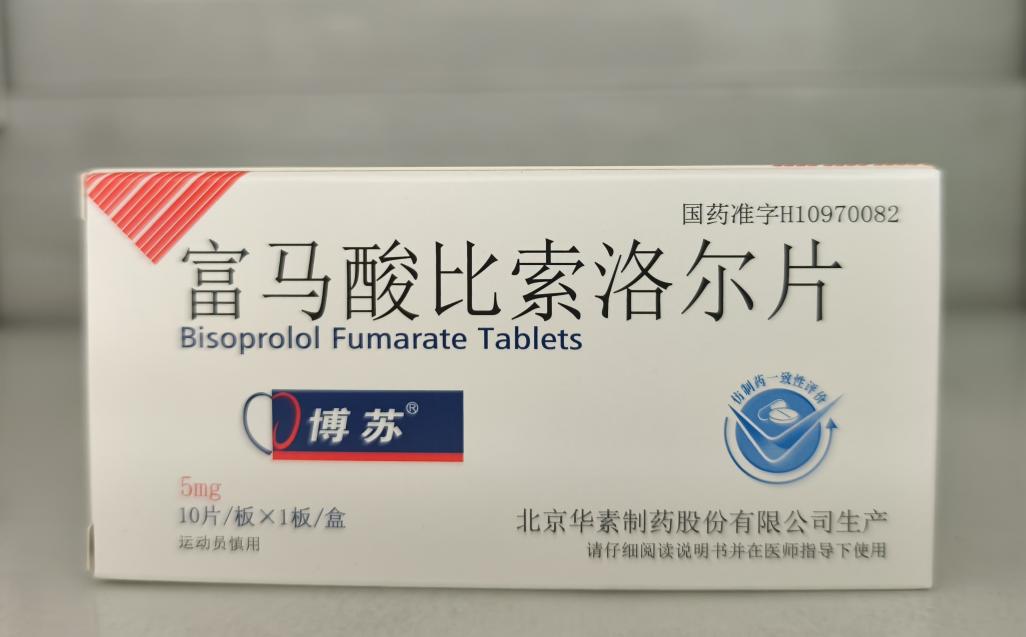 国药准字H10970082
富马酸比索洛尔片
Bisoprolol Fumarate Tablets
博苏®
仿制药一致性评价
5mg
10片/板×1板/盒
运动员慎用
北京华素制药股份有限公司生产
请仔细阅读说明书并在医师指导下使用